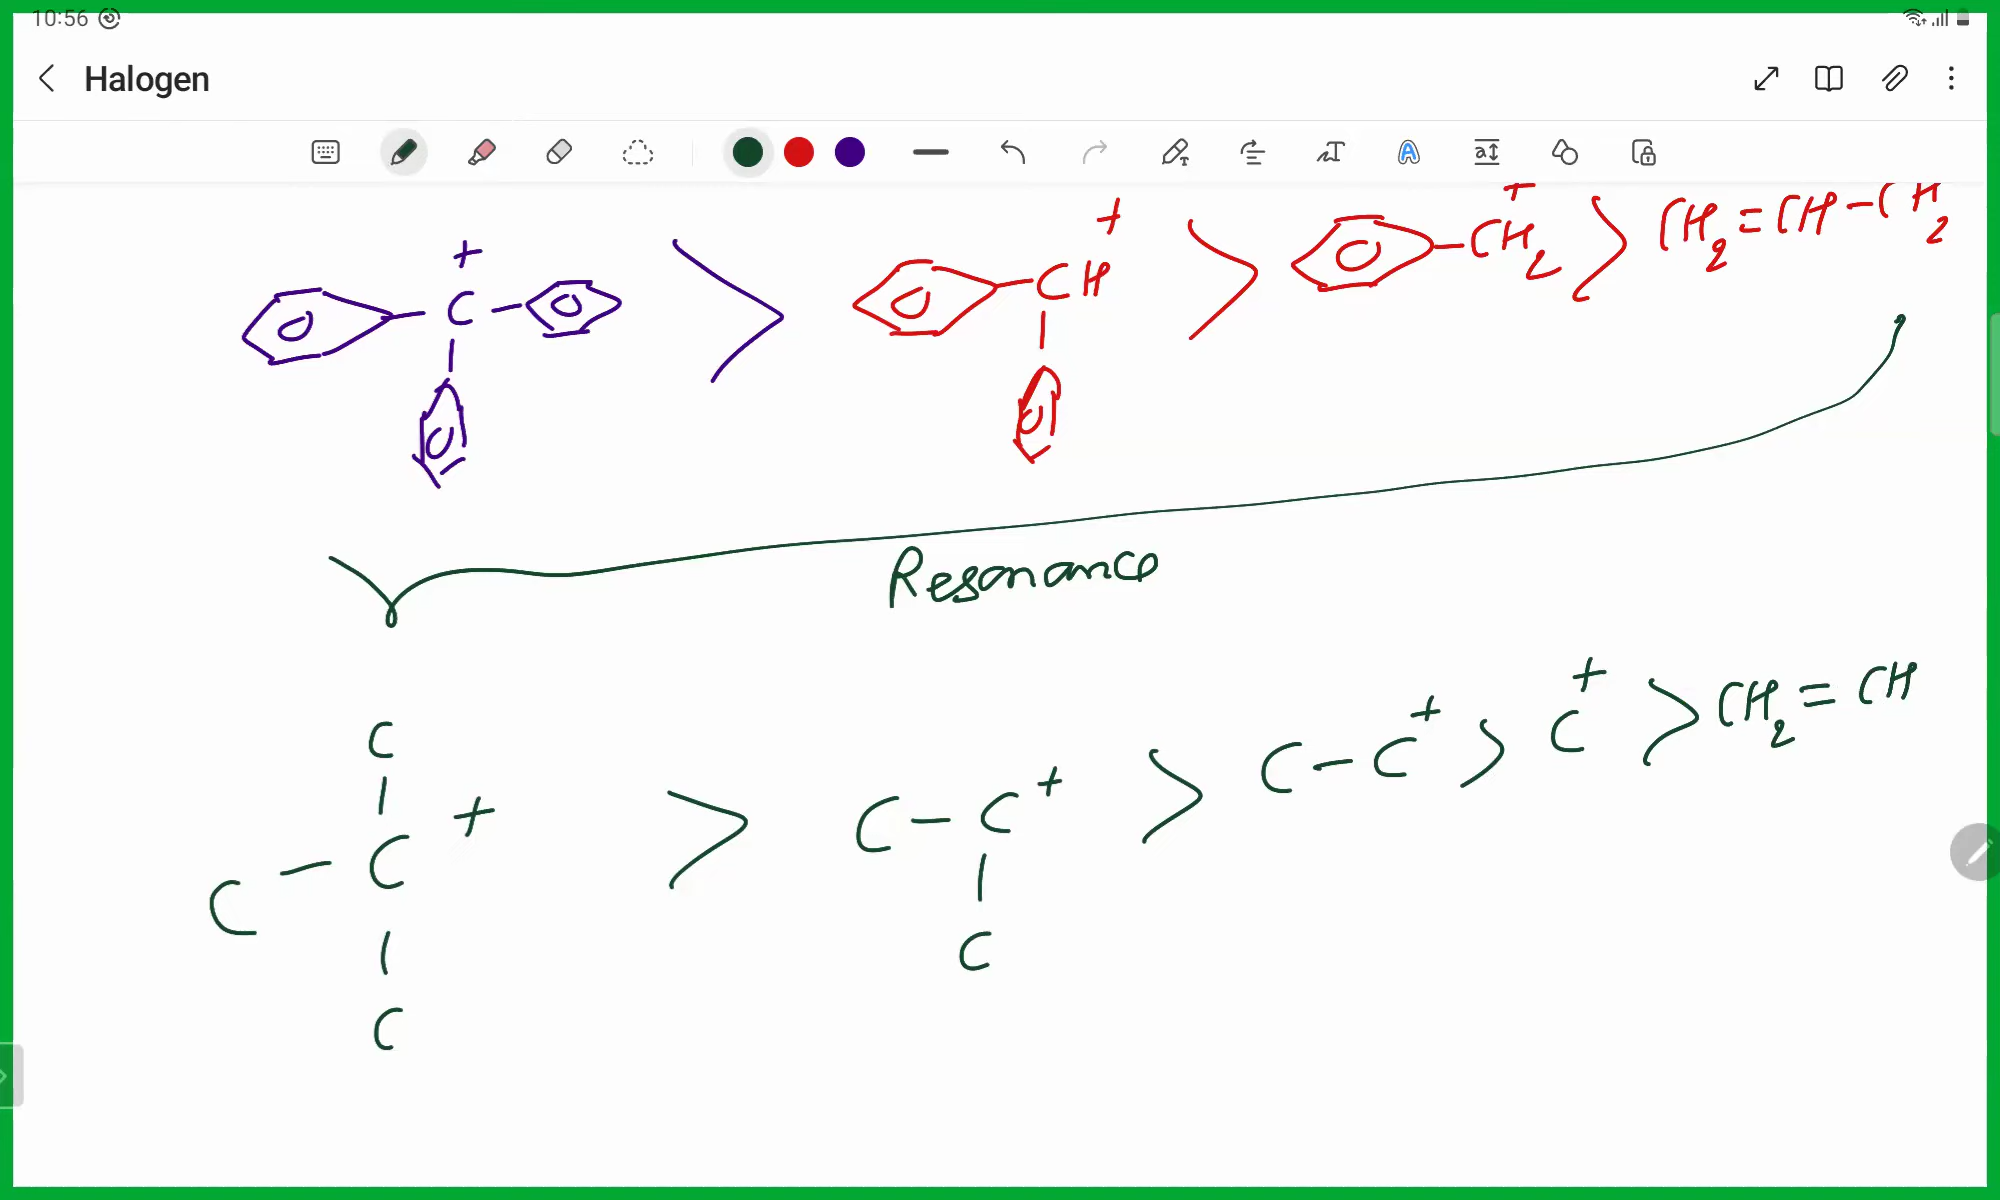 10:56
Halogen
+ + +
C > CH > CH2 > CH2=CH-CH2
Resonance
C
C - C + > C - C + > C - C + > C + > CH2 = CH
C C